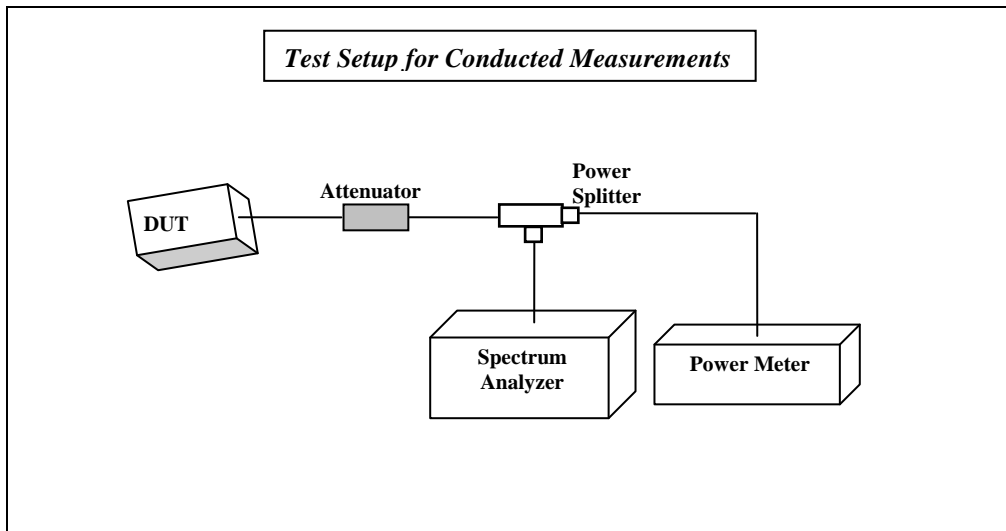 Test Setup for Conducted Measurements
Power
Splitter
Attenuator
DUT
Spectrum
Analyzer
Power Meter